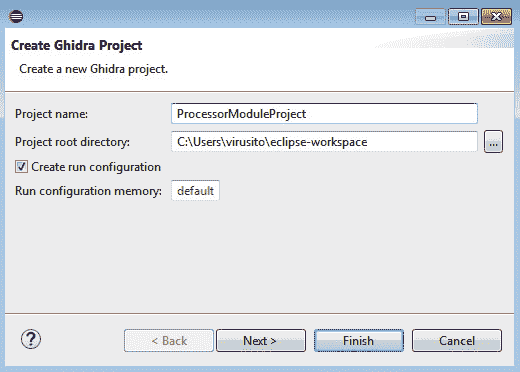 Create Ghidra Project
Create a new Ghidra project.
Project name: ProcessorModuleProject
Project root directory: C:\Users\virusito\eclipse-workspace ...
Create run configuration
Run configuration memory: default
? < Back Next > Finish Cancel